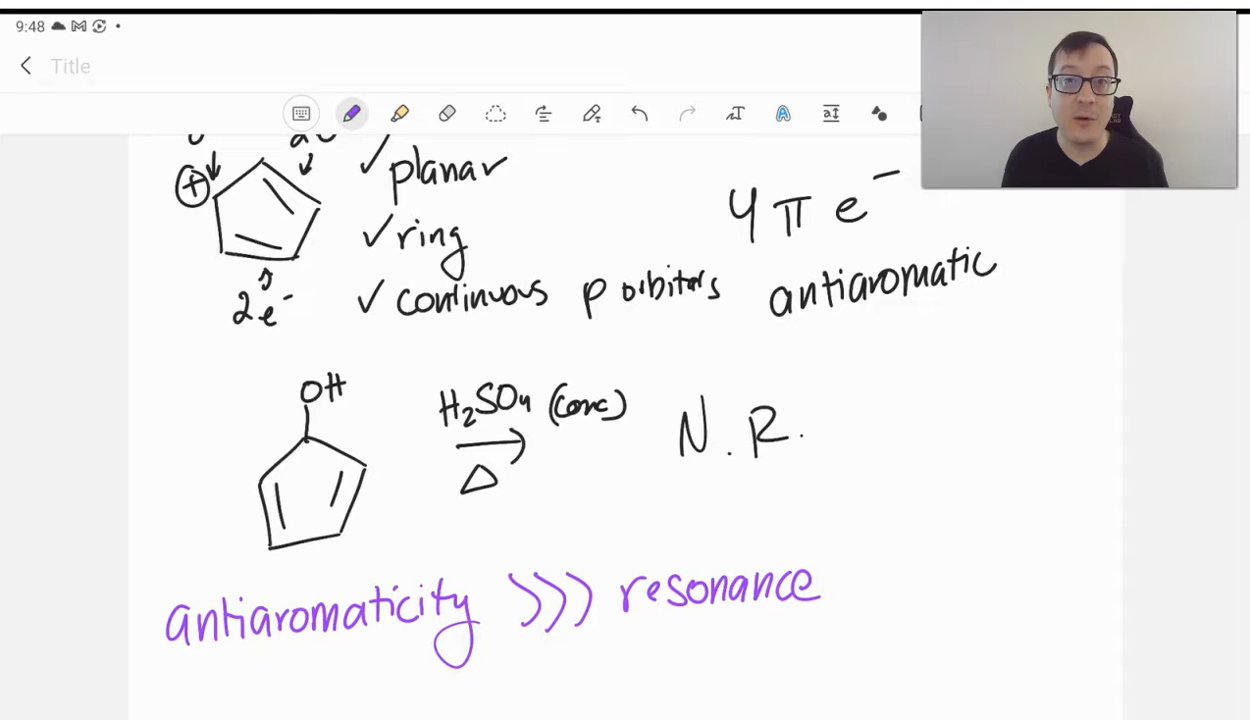 9:48
Title
✓ planar
+
✓ ring
✓ continuous p orbitals
2e⁻
4 π e⁻
antiaromatic
OH
H₂SO₄ (conc)
Δ
N.R.
antiaromaticity >>> resonance